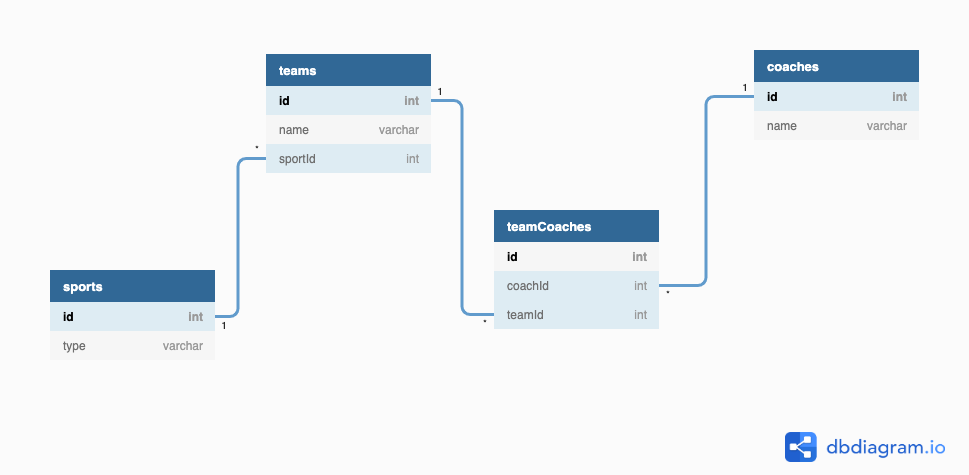 teams
id int
name varchar
sportId int
1
*
coaches
id int
name varchar
1
teamCoaches
id int
coachId int
teamId int
*
*
sports
id int
type varchar
1
dbdiagram.io